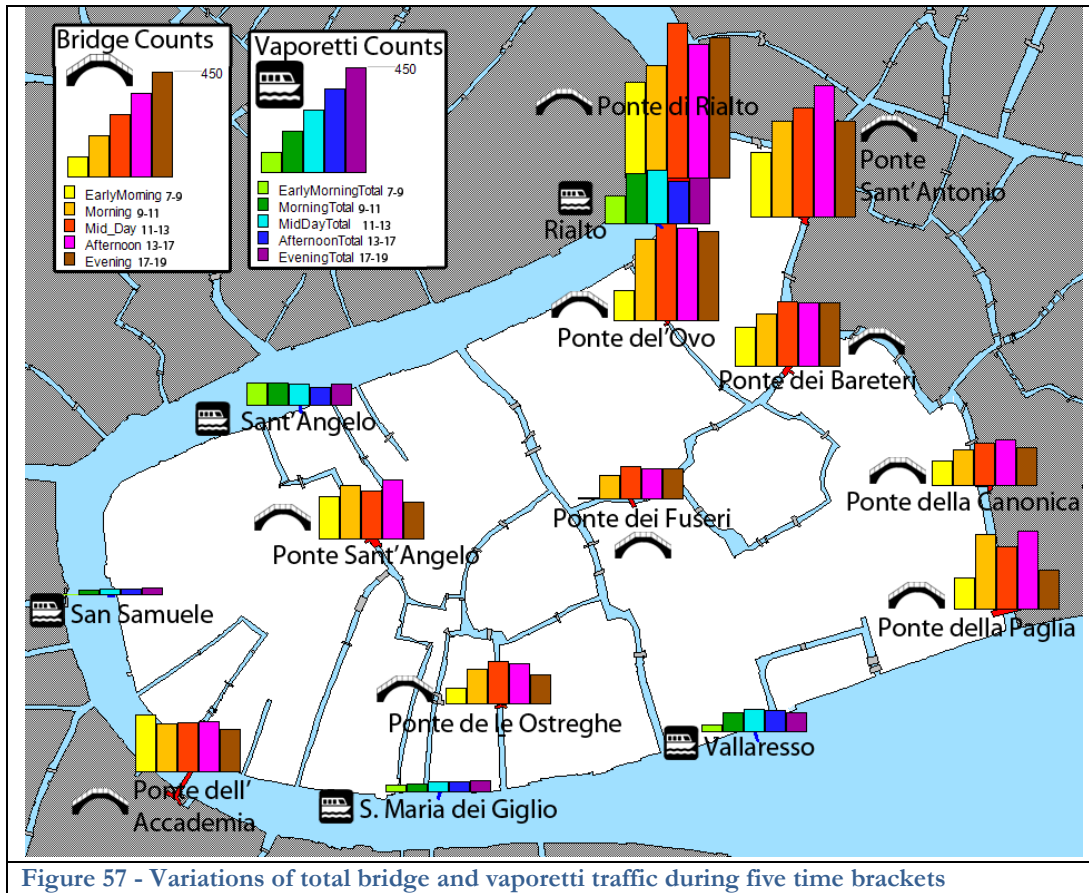 Bridge Counts
450
EarlyMorning 7-9
Morning 9-11
Mid_Day 11-13
Afternoon 13-17
Evening 17-19
Vaporetti Counts
450
EarlyMorningTotal 7-9
MorningTotal 9-11
MidDayTotal 11-13
AfternoonTotal 13-17
EveningTotal 17-19
Ponte di Rialto
Ponte
Sant'Antonio
Rialto
Ponte del'Ovo
Ponte dei Bareteri
Sant'Angelo
Ponte Sant'Angelo
Ponte dei Fuseri
Ponte della Canonica
San Samuele
Ponte della Paglia
Ponte de le Ostreghe
Vallaresso
Ponte dell'
Accademia
S. Maria dei Giglio
Figure 57 - Variations of total bridge and vaporetti traffic during five time brackets